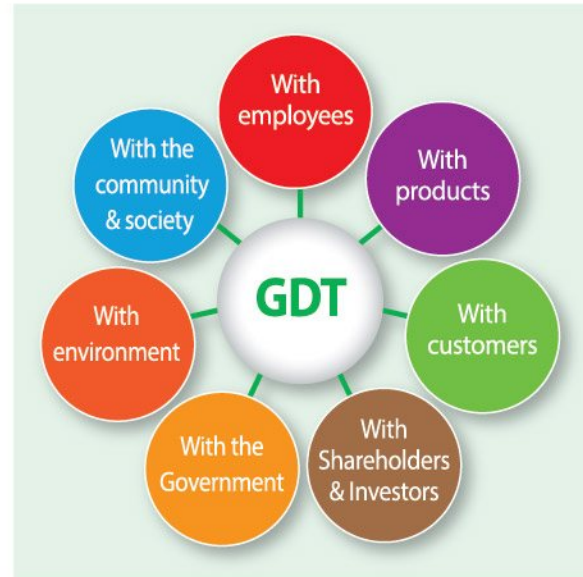 With
employees
With
products
With
customers
With
Shareholders
& Investors
With the
Government
With
environment
With the
community
& society
GDT